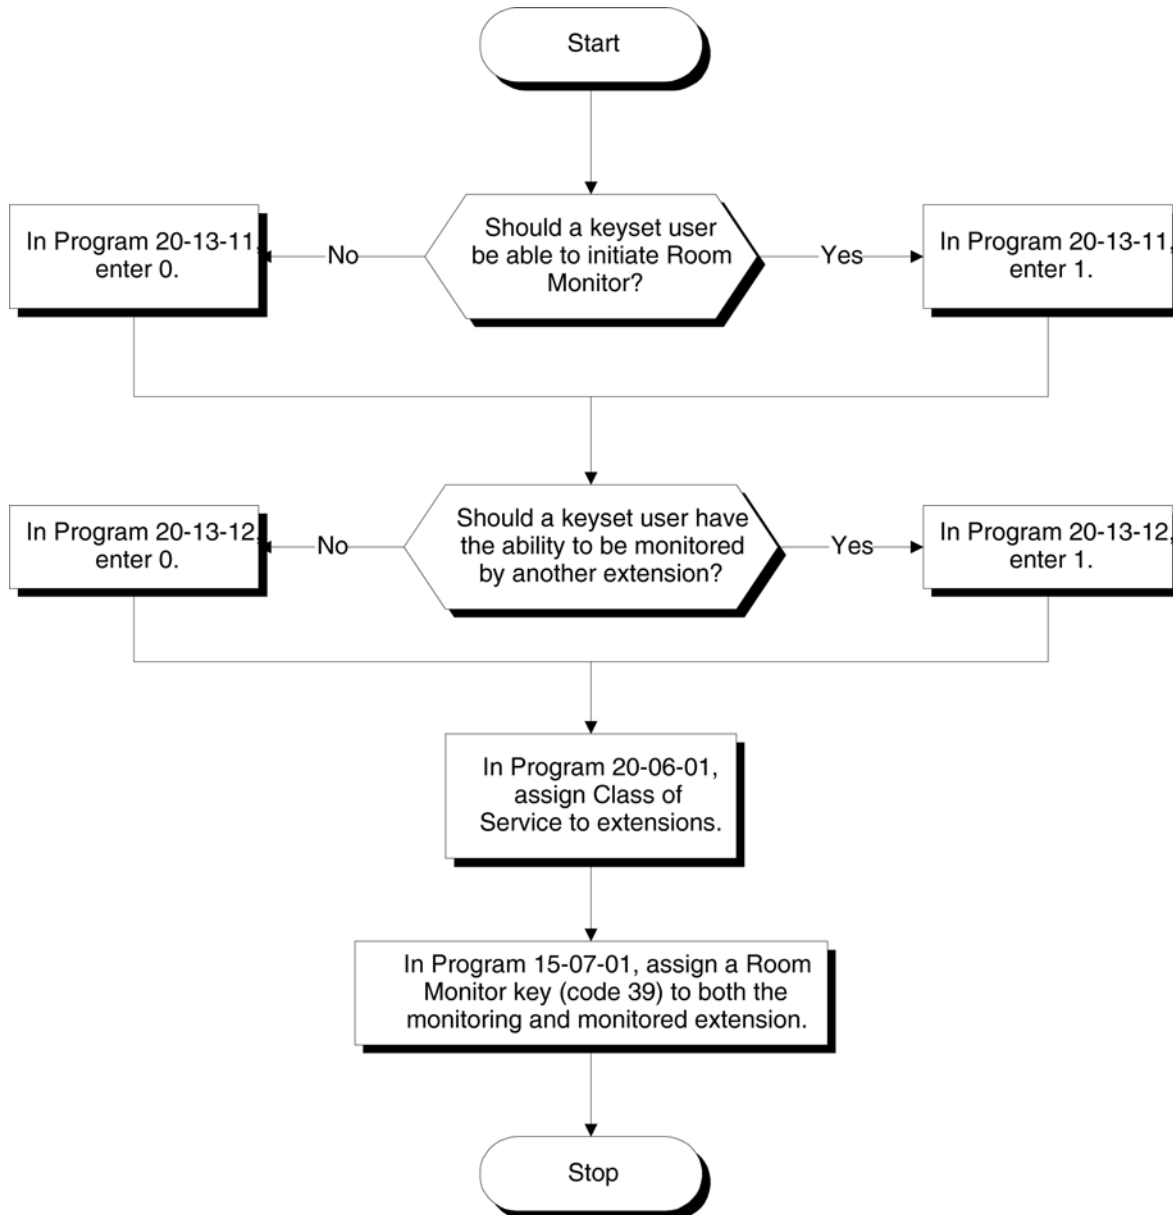 Start
Should a keyset user
be able to initiate Room
Monitor?
No
Yes
In Program 20-13-11,
enter 0.
In Program 20-13-11,
enter 1.
Should a keyset user have
the ability to be monitored
by another extension?
No
Yes
In Program 20-13-12,
enter 0.
In Program 20-13-12,
enter 1.
In Program 20-06-01,
assign Class of
Service to extensions.
In Program 15-07-01, assign a Room
Monitor key (code 39) to both the
monitoring and monitored extension.
Stop